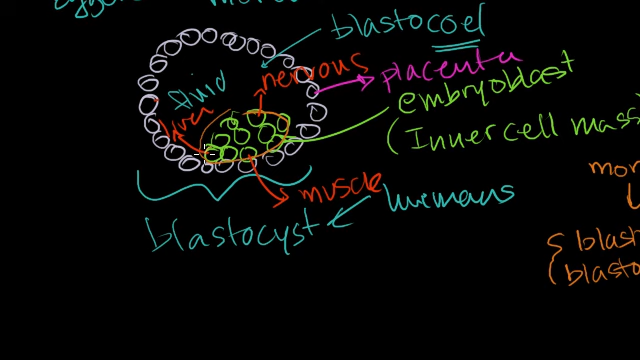 blastocoel
nervous
placenta
fluid
embryoblast
liver
(Inner cell mass
muscle
mor
humans
blastocyst
blast
(blasto